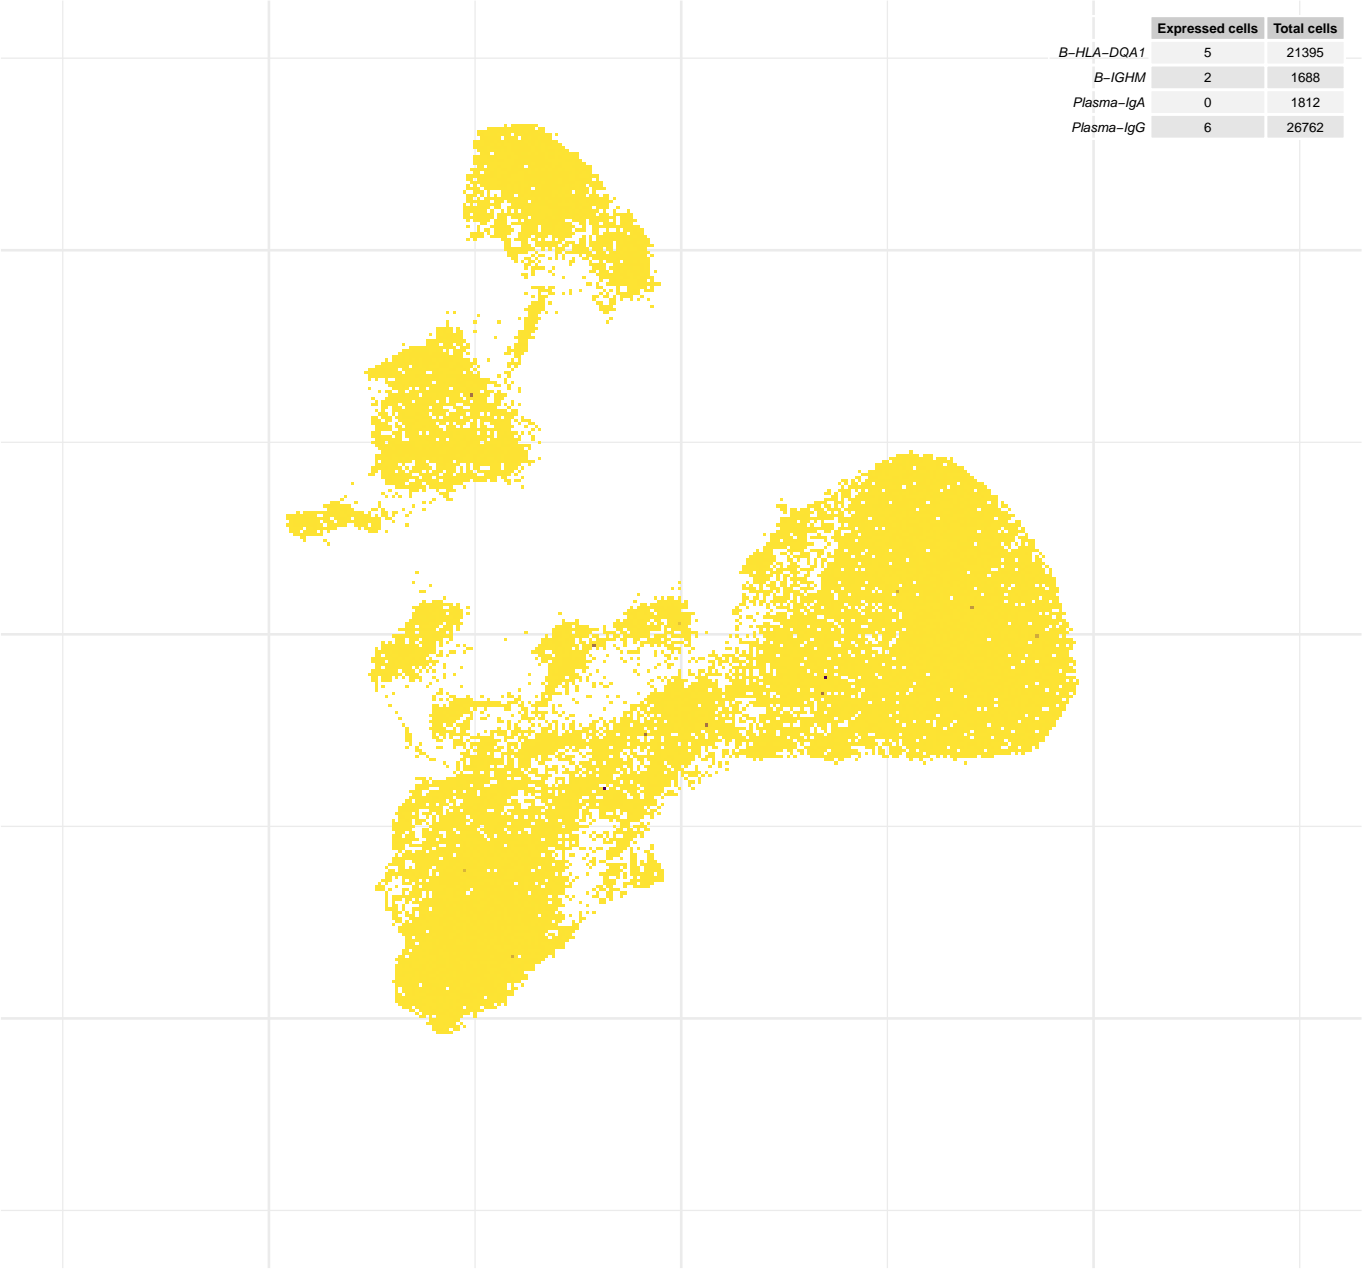 Expressed cells Total cells
B−HLA−DQA1 5 21395
B−IGHM 2 1688
Plasma−IgA 0 1812
Plasma−IgG 6 26762